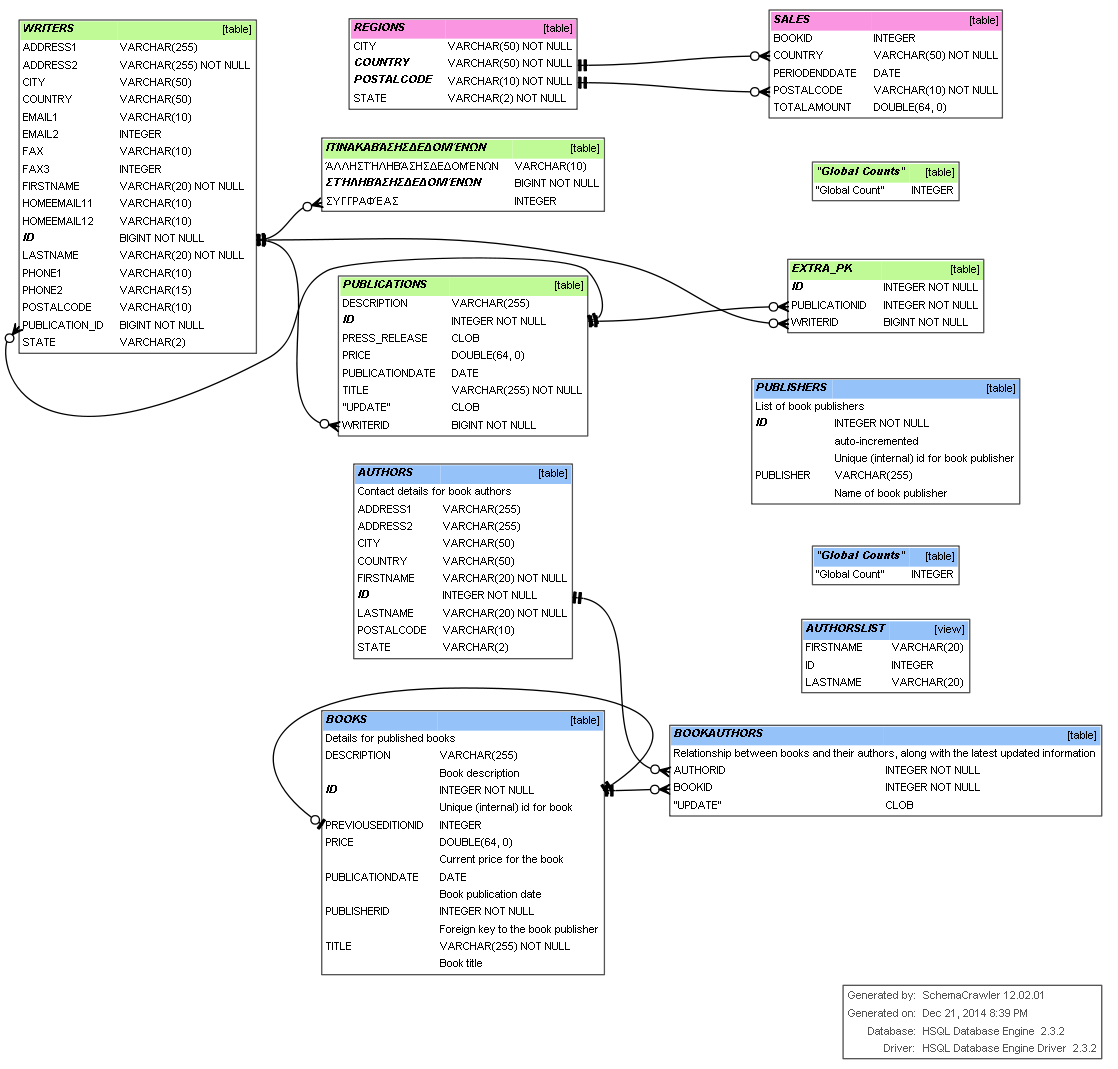 WRITERS [table]
ADDRESS1 VARCHAR(255)
ADDRESS2 VARCHAR(255) NOT NULL
CITY VARCHAR(50)
COUNTRY VARCHAR(50)
EMAIL1 VARCHAR(10)
EMAIL2 INTEGER
FAX VARCHAR(10)
FAX3 INTEGER
FIRSTNAME VARCHAR(20) NOT NULL
HOMEEMAIL11 VARCHAR(10)
HOMEEMAIL12 VARCHAR(10)
ID BIGINT NOT NULL
LASTNAME VARCHAR(20) NOT NULL
PHONE1 VARCHAR(10)
PHONE2 VARCHAR(15)
POSTALCODE VARCHAR(10)
PUBLICATION_ID BIGINT NOT NULL
STATE VARCHAR(2)
REGIONS [table]
CITY VARCHAR(50) NOT NULL
COUNTRY VARCHAR(50) NOT NULL
POSTALCODE VARCHAR(10) NOT NULL
STATE VARCHAR(2) NOT NULL
SALES [table]
BOOKID INTEGER
COUNTRY VARCHAR(50) NOT NULL
PERIODENDDATE DATE
POSTALCODE VARCHAR(10) NOT NULL
TOTALAMOUNT DOUBLE(64, 0)
ΠΊΝΑΚΑΒΆΣΗΣΔΕΔΟΜΈΝΩΝ [table]
ΆΛΛΗΣΤΉΛΗΒΆΣΗΣΔΕΔΟΜΈΝΩΝ VARCHAR(10)
ΣΤΉΛΗΒΆΣΗΣΔΕΔΟΜΈΝΩΝ BIGINT NOT NULL
ΣΥΓΓΡΑΦΈΑΣ INTEGER
"Global Counts" [table]
"Global Count" INTEGER
PUBLICATIONS [table]
DESCRIPTION VARCHAR(255)
ID INTEGER NOT NULL
PRESS_RELEASE CLOB
PRICE DOUBLE(64, 0)
PUBLICATIONDATE DATE
TITLE VARCHAR(255) NOT NULL
"UPDATE" CLOB
WRITERID BIGINT NOT NULL
EXTRA_PK [table]
ID INTEGER NOT NULL
PUBLICATIONID INTEGER NOT NULL
WRITERID BIGINT NOT NULL
PUBLISHERS [table]
List of book publishers
ID INTEGER NOT NULL
auto-incremented
Unique (internal) id for book publisher
PUBLISHER VARCHAR(255)
Name of book publisher
AUTHORS [table]
Contact details for book authors
ADDRESS1 VARCHAR(255)
ADDRESS2 VARCHAR(255)
CITY VARCHAR(50)
COUNTRY VARCHAR(50)
FIRSTNAME VARCHAR(20) NOT NULL
ID INTEGER NOT NULL
LASTNAME VARCHAR(20) NOT NULL
POSTALCODE VARCHAR(10)
STATE VARCHAR(2)
"Global Counts" [table]
"Global Count" INTEGER
AUTHORSLIST [view]
FIRSTNAME VARCHAR(20)
ID INTEGER
LASTNAME VARCHAR(20)
BOOKS [table]
Details for published books
DESCRIPTION VARCHAR(255)
Book description
ID INTEGER NOT NULL
Unique (internal) id for book
PREVIOUSEDITIONID INTEGER
PRICE DOUBLE(64, 0)
Current price for the book
PUBLICATIONDATE DATE
Book publication date
PUBLISHERID INTEGER NOT NULL
Foreign key to the book publisher
TITLE VARCHAR(255) NOT NULL
Book title
BOOKAUTHORS [table]
Relationship between books and their authors, along with the latest updated information
AUTHORID INTEGER NOT NULL
BOOKID INTEGER NOT NULL
"UPDATE" CLOB
Generated by: SchemaCrawler 12.02.01
Generated on: Dec 21, 2014 8:39 PM
Database: HSQL Database Engine 2.3.2
Driver: HSQL Database Engine Driver 2.3.2